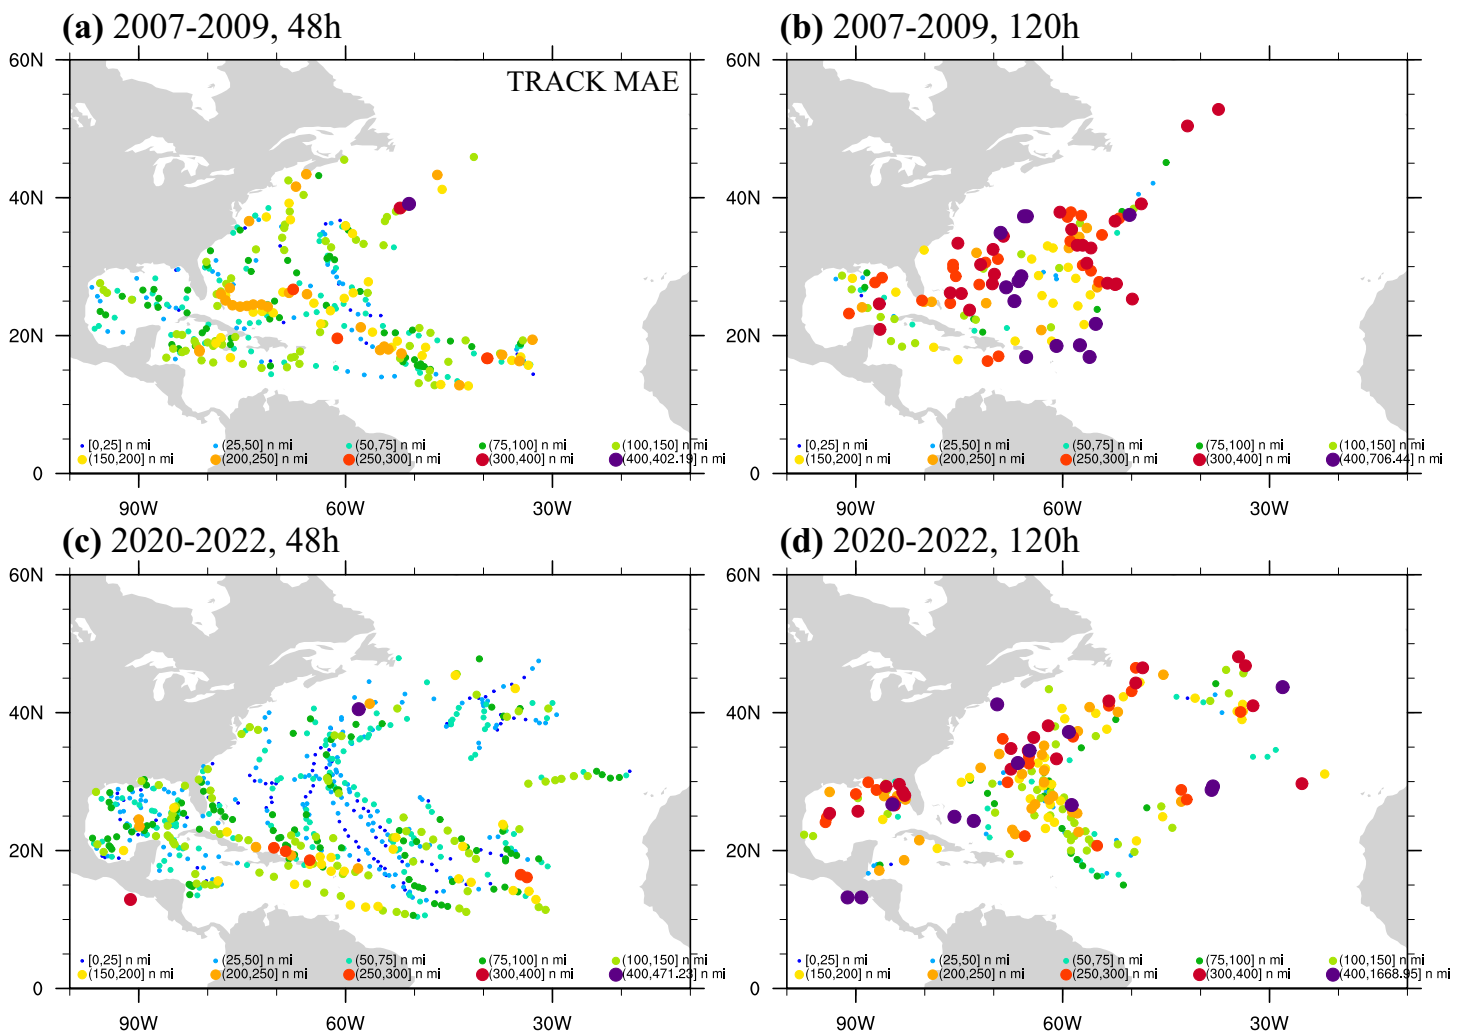 (a) 2007-2009, 48h
(b) 2007-2009, 120h
60N
TRACK MAE
60N
40N
40N
20N
20N
[0,25] n mi (25,50] n mi (50,75] n mi (75,100] n mi (100,150] n mi
(150,200] n mi (200,250] n mi (250,300] n mi (300,400] n mi (400,402.19] n mi
[0,25] n mi (25,50] n mi (50,75] n mi (75,100] n mi (100,150] n mi
(150,200] n mi (200,250] n mi (250,300] n mi (300,400] n mi (400,706.44] n mi
0
0
90W 60W 30W
90W 60W 30W
(c) 2020-2022, 48h
(d) 2020-2022, 120h
60N
60N
40N
40N
20N
20N
[0,25] n mi (25,50] n mi (50,75] n mi (75,100] n mi (100,150] n mi
(150,200] n mi (200,250] n mi (250,300] n mi (300,400] n mi (400,471.23] n mi
[0,25] n mi (25,50] n mi (50,75] n mi (75,100] n mi (100,150] n mi
(150,200] n mi (200,250] n mi (250,300] n mi (300,400] n mi (400,1668.95] n mi
0
0
90W 60W 30W
90W 60W 30W